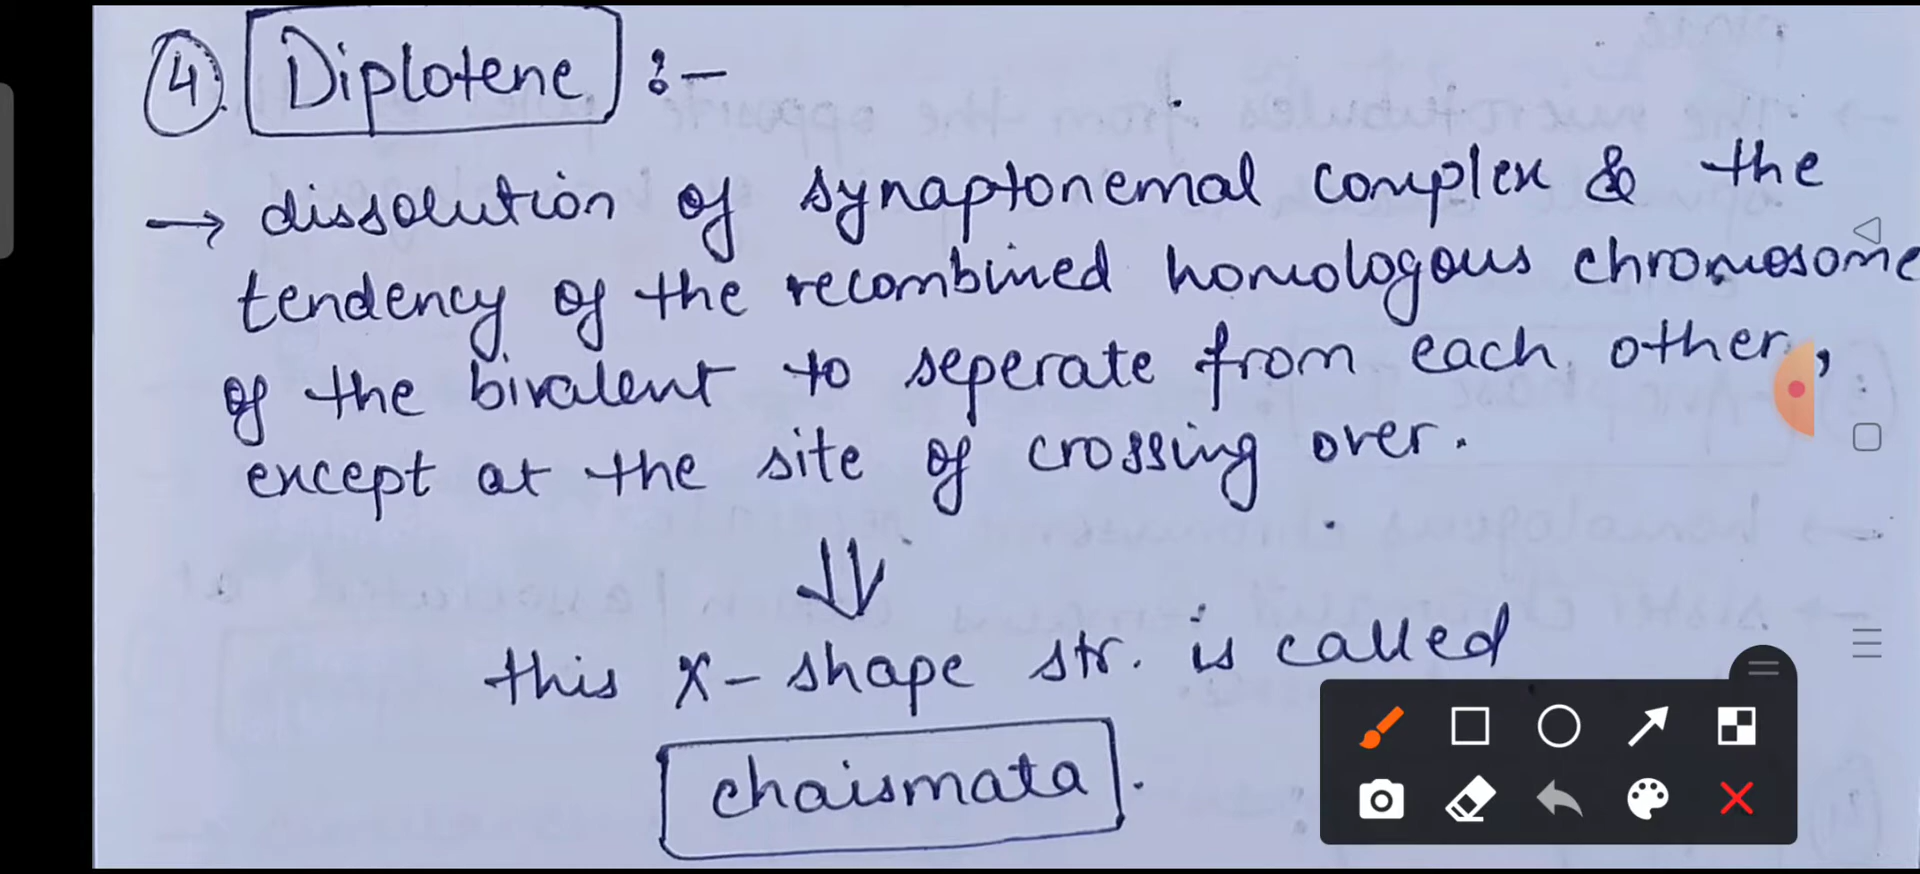 4. Diplotene :-
→ dissolution of synaptonemal complex & the
tendency of the recombined homologous chromosome
of the bivalent to seperate from each other,
except at the site of crossing over.
⇓
this x-shape str. is called
chaismata.